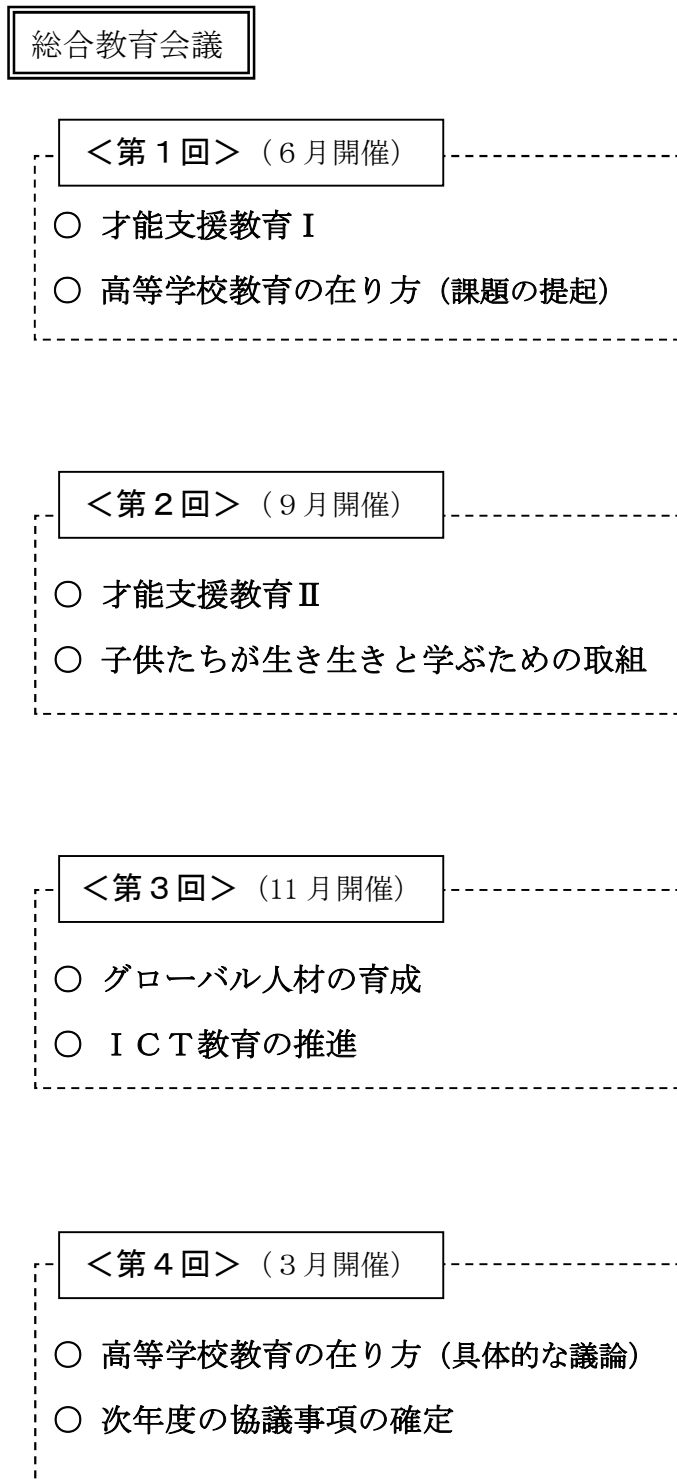 総合教育会議
＜第１回＞（６月開催）
○ 才能支援教育Ⅰ
○ 高等学校教育の在り方（課題の提起）
＜第２回＞（９月開催）
○ 才能支援教育Ⅱ
○ 子供たちが生き生きと学ぶための取組
＜第３回＞（11月開催）
○ グローバル人材の育成
○ ＩＣＴ教育の推進
＜第４回＞（３月開催）
○ 高等学校教育の在り方（具体的な議論）
○ 次年度の協議事項の確定